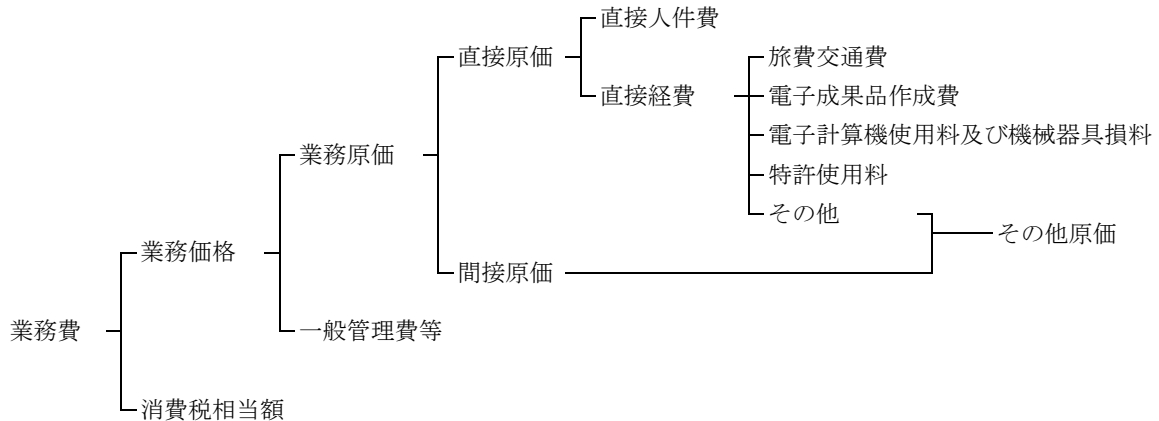 直接人件費
直接原価
旅費交通費
直接経費
電子成果品作成費
電子計算機使用料及び機械器具損料
業務原価
特許使用料
その他
その他原価
業務価格
間接原価
業務費
一般管理費等
消費税相当額